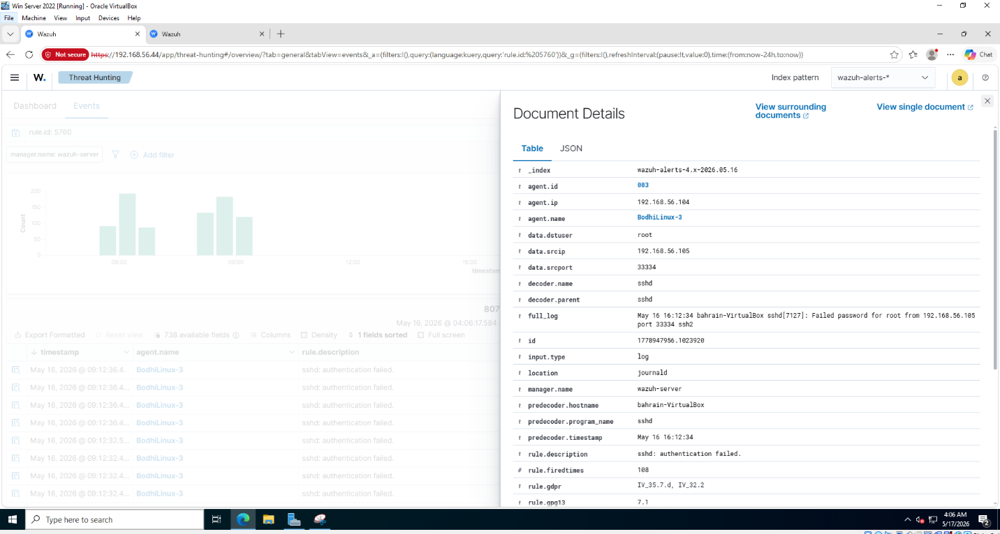 Win Server 2022 [Running] - Oracle VirtualBox
File Machine View Input Devices Help
Wazuh
Wazuh
Not secure https://192.168.56.44/app/threat-hunting#/overview/?tab=general&tabView=events&_a=(filters:!(),query:(language:kuery,query:'rule.id:%205760'))&_g=(filters:!(),refreshInterval:(pause:!t,value:0),time:(from:now-24h,to:now))
Chat
W. Threat Hunting Index pattern wazuh-alerts-* a
Dashboard Events
rule.id: 5760
manager.name: wazuh-server Add filter
200
150
100
50
0
Count
06:00 09:00 12:00 15:00
timestam
807
May 16, 2026 @ 04:06:17.584 -
Export Formatted Reset view 738 available fields Columns Density 1 fields sorted Full screen
timestamp agent.name rule.description
May 16, 2026 @ 09:12:36.4... BodhiLinux-3 sshd: authentication failed.
May 16, 2026 @ 09:12:36.4... BodhiLinux-3 sshd: authentication failed.
May 16, 2026 @ 09:12:36.4... BodhiLinux-3 sshd: authentication failed.
May 16, 2026 @ 09:12:36.4... BodhiLinux-3 sshd: authentication failed.
May 16, 2026 @ 09:12:32.5... BodhiLinux-3 sshd: authentication failed.
May 16, 2026 @ 09:12:32.4... BodhiLinux-3 sshd: authentication failed.
May 16, 2026 @ 09:12:32.4... BodhiLinux-3 sshd: authentication failed.
May 16, 2026 @ 09:12:32.4... BodhiLinux-3 sshd: authentication failed.
Document Details
View surrounding
documents
View single document
Table JSON
t _index wazuh-alerts-4.x-2026.05.16
t agent.id 003
t agent.ip 192.168.56.104
t agent.name BodhiLinux-3
t data.dstuser root
t data.srcip 192.168.56.105
t data.srcport 33334
t decoder.name sshd
t decoder.parent sshd
t full_log May 16 16:12:34 bahrain-VirtualBox sshd[7127]: Failed password for root from 192.168.56.105
port 33334 ssh2
t id 1778947956.1023920
t input.type log
t location journald
t manager.name wazuh-server
t predecoder.hostname bahrain-VirtualBox
t predecoder.program_name sshd
t predecoder.timestamp May 16 16:12:34
t rule.description sshd: authentication failed.
# rule.firedtimes 108
t rule.gdpr IV_35.7.d, IV_32.2
t rule.gpg13 7.1
Type here to search
4:06 AM
5/17/2026
2